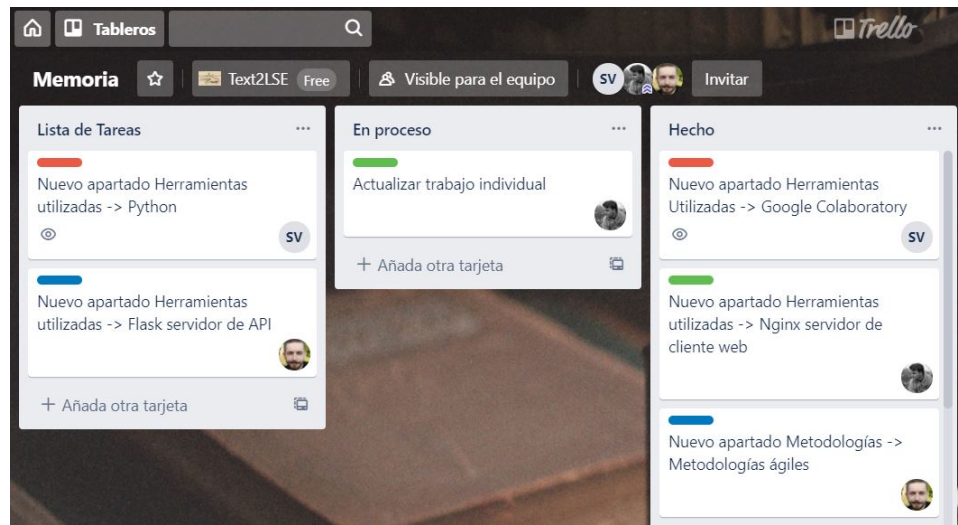 Tableros
Trello
Memoria
Text2LSE Free
Visible para el equipo
SV
Invitar
Lista de Tareas
Nuevo apartado Herramientas
utilizadas -> Python
SV
Nuevo apartado Herramientas
utilizadas -> Flask servidor de API
+ Añada otra tarjeta
En proceso
Actualizar trabajo individual
+ Añada otra tarjeta
Hecho
Nuevo apartado Herramientas
Utilizadas -> Google Colaboratory
SV
Nuevo apartado Herramientas
utilizadas -> Nginx servidor de
cliente web
Nuevo apartado Metodologías ->
Metodologías ágiles